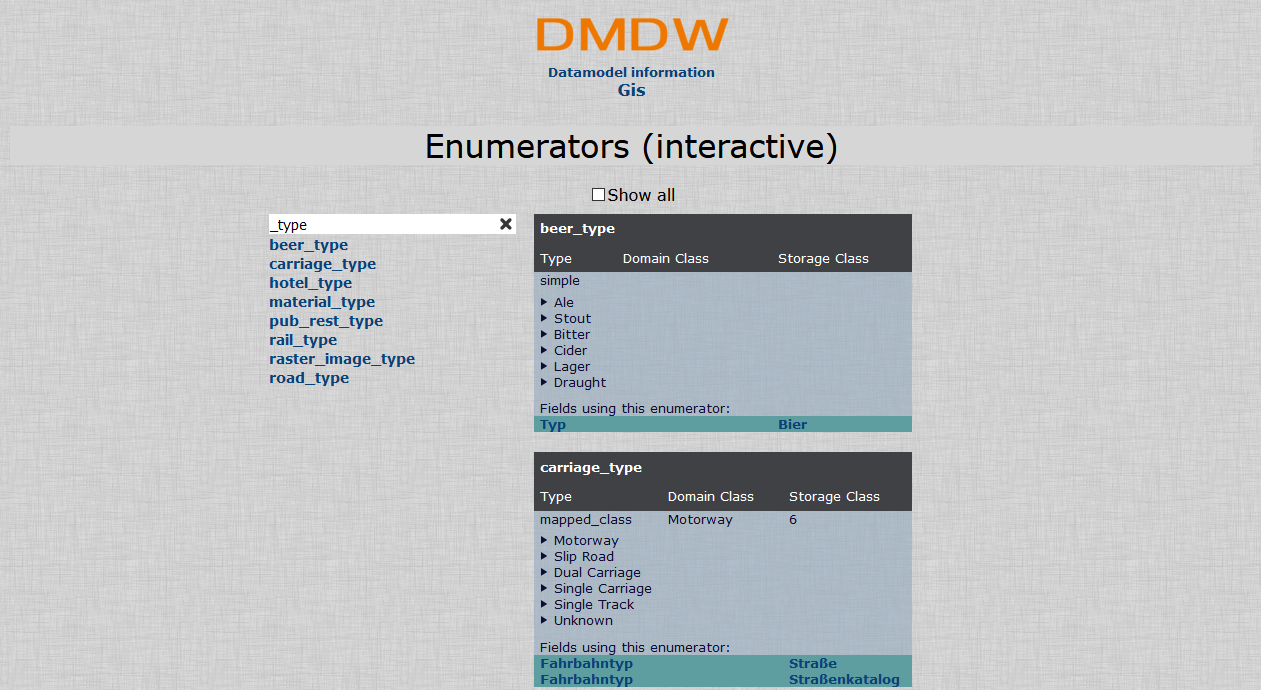 DMDW
Datamodel information
Gis
Enumerators (interactive)
Show all
_type
beer_type
carriage_type
hotel_type
material_type
pub_rest_type
rail_type
raster_image_type
road_type
beer_type
Type Domain Class Storage Class
simple
Ale
Stout
Bitter
Cider
Lager
Draught
Fields using this enumerator:
Typ Bier
carriage_type
Type Domain Class Storage Class
mapped_class Motorway 6
Motorway
Slip Road
Dual Carriage
Single Carriage
Single Track
Unknown
Fields using this enumerator:
Fahrbahntyp Straße
Fahrbahntyp Straßenkatalog